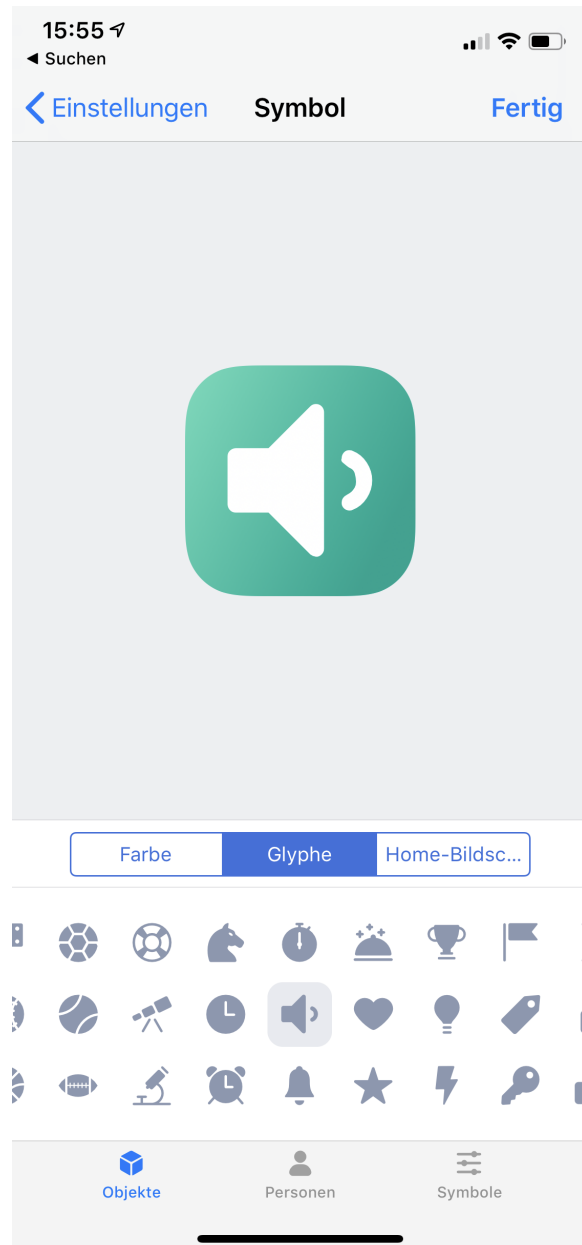 15:55
◀ Suchen
Einstellungen Symbol Fertig
Farbe Glyphe Home-Bildsc...
Objekte Personen Symbole